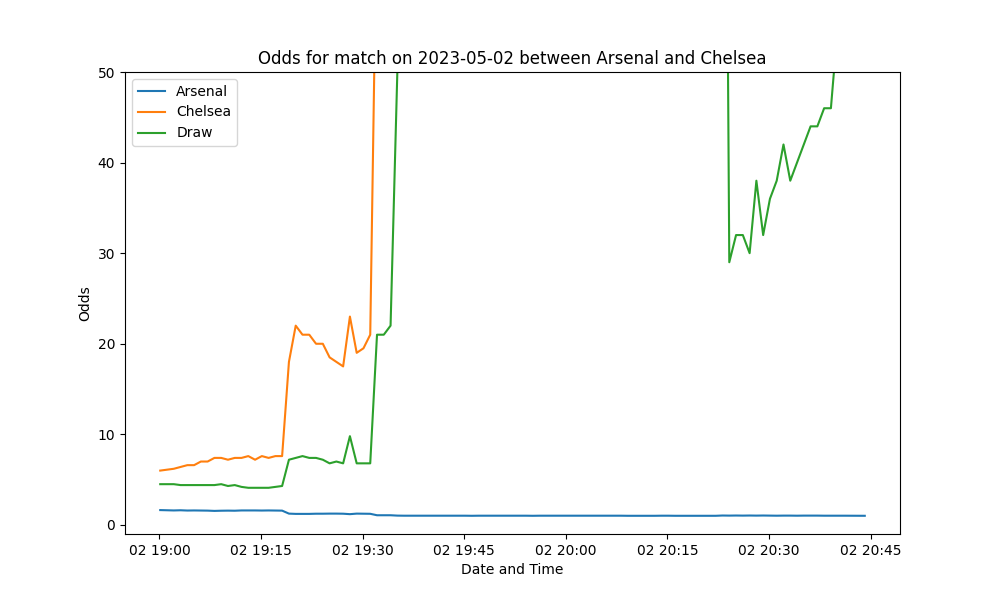 Odds for match on 2023-05-02 between Arsenal and Chelsea
Arsenal
Chelsea
Draw
50
40
30
20
10
0
Odds
02 19:00 02 19:15 02 19:30 02 19:45 02 20:00 02 20:15 02 20:30 02 20:45
Date and Time